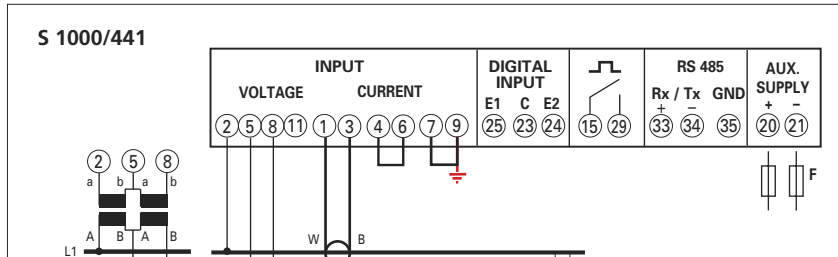 S 1000/441
INPUT
VOLTAGE CURRENT
2 5 8 11 1 3 4 6 7 9
DIGITAL
INPUT
E1 C E2
25 23 24
15 29
RS 485
Rx / Tx GND
+ −
33 34 35
AUX.
SUPPLY
+ −
20 21
F
2 5 8
a b a b
A B A B
L1
W B